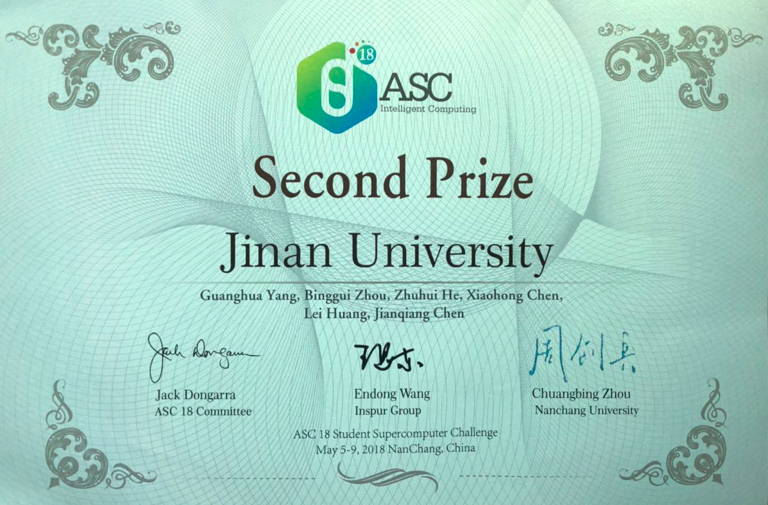 18
ASC
Intelligent Computing
Second Prize
Jinan University
Guanghua Yang, Binggui Zhou, Zhuhui He, Xiaohong Chen,
Lei Huang, Jianqiang Chen
Jack Dongarra
周创兵
Jack Dongarra
Endong Wang
Chuangbing Zhou
ASC 18 Committee
Inspur Group
Nanchang University
ASC 18 Student Supercomputer Challenge
May 5-9, 2018 NanChang, China